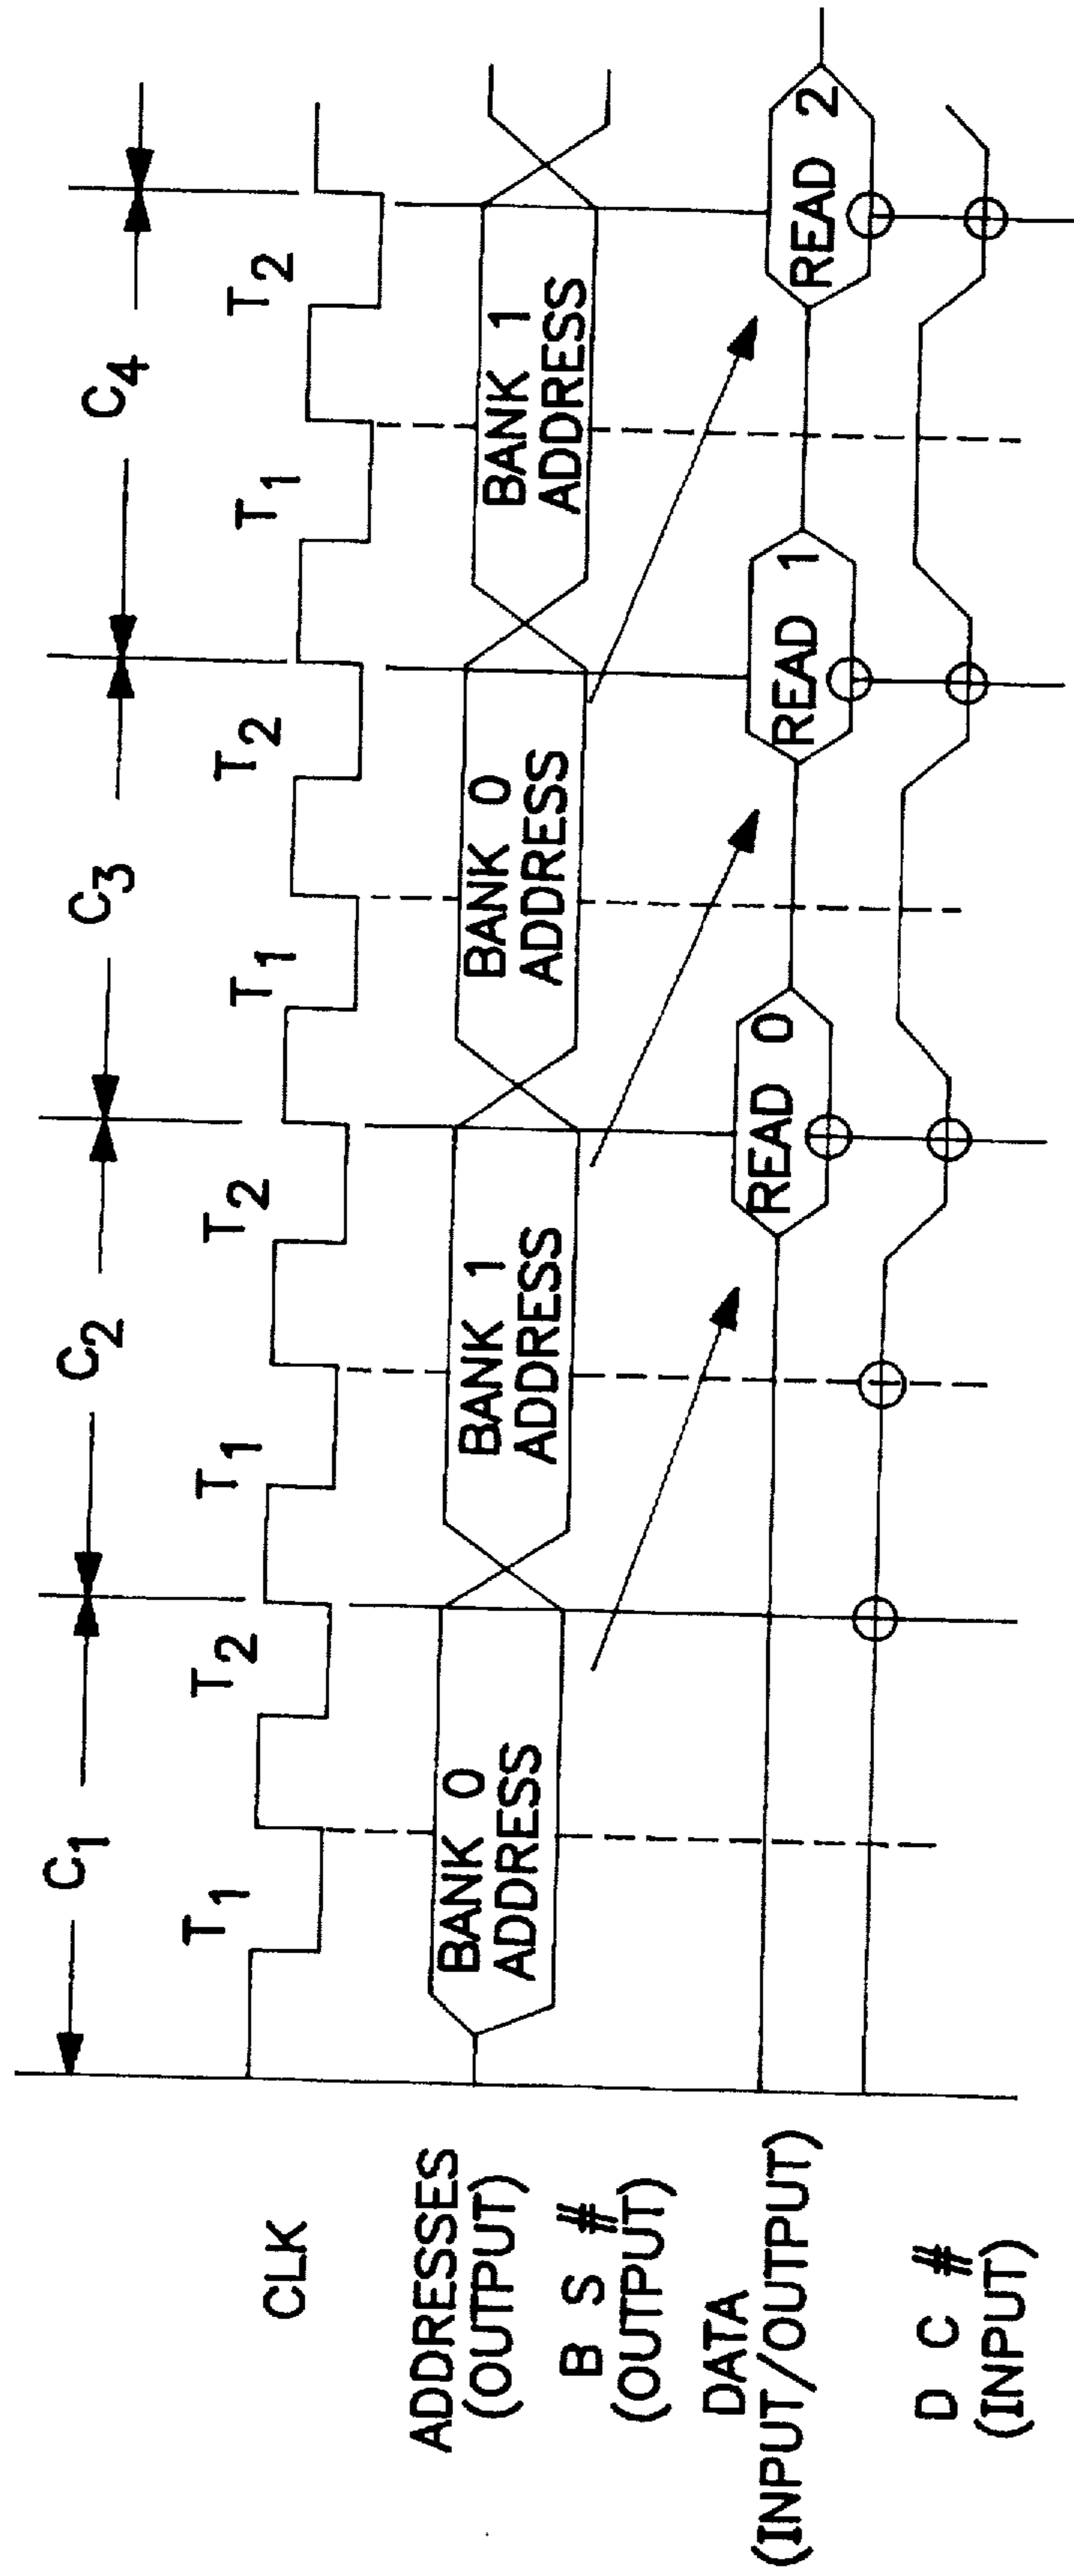 C1
C2
C3
C4
T1
T2
T1
T2
T1
T2
T1
T2
CLK
ADDRESSES
(OUTPUT)
BANK 0
ADDRESS
BANK 1
ADDRESS
BANK 0
ADDRESS
BANK 1
ADDRESS
B S #
(OUTPUT)
DATA
(INPUT/OUTPUT)
READ 0
READ 1
READ 2
D C #
(INPUT)